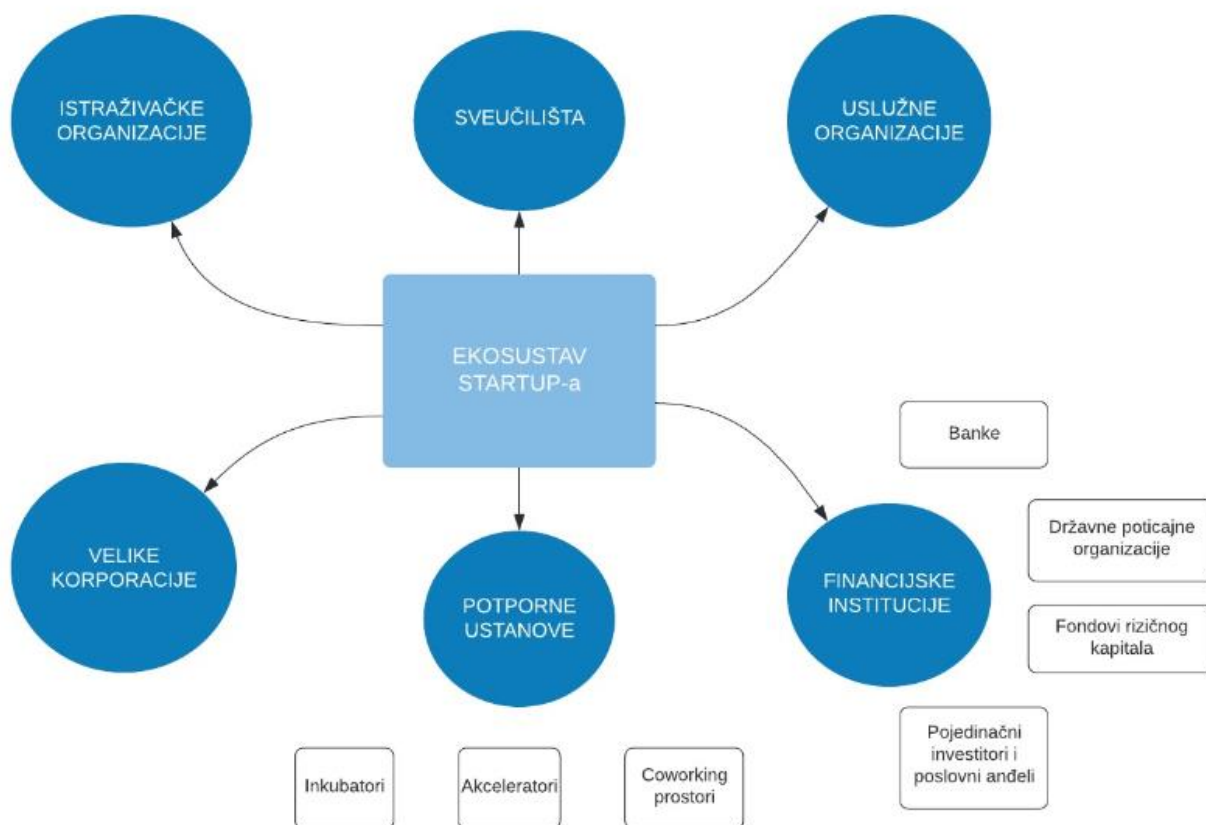 ISTRAŽIVAČKE
ORGANIZACIJE
SVEUČILIŠTA
USLUŽNE
ORGANIZACIJE
EKOSUSTAV
STARTUP-a
VELIKE
KORPORACIJE
POTPORNE
USTANOVE
FINANCIJSKE
INSTITUCIJE
Banke
Državne poticajne
organizacije
Fondovi rizičnog
kapitala
Pojedinačni
investitori i
poslovni anđeli
Inkubatori
Akceleratori
Coworking
prostori